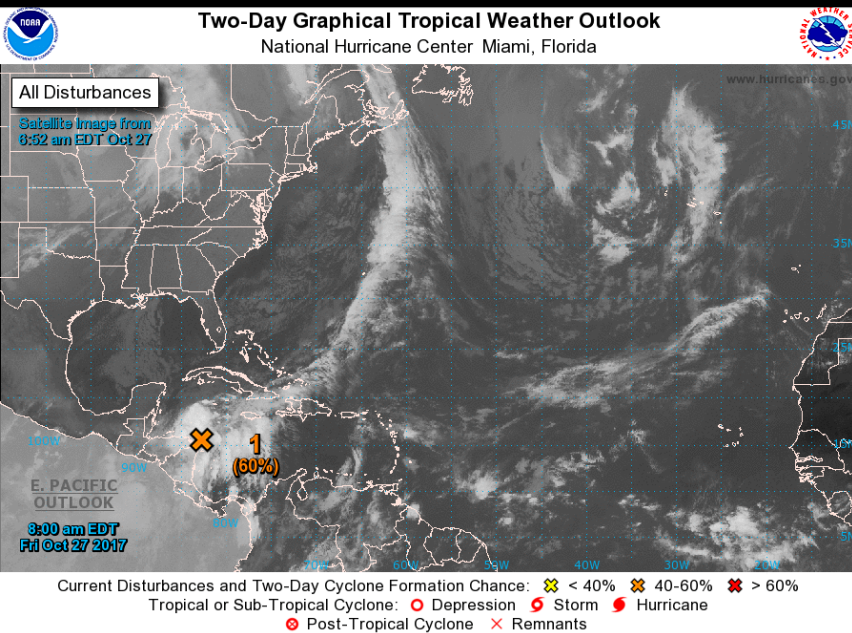 Two-Day Graphical Tropical Weather Outlook
National Hurricane Center Miami, Florida
NOAA
www.hurricanes.gov
All Disturbances
Satellite Image from
6:52 am EDT Oct 27
45N
35N
25N
15N
5N
100W
90W
80W
70W
60W
50W
40W
30W
20W
1
(60%)
E. PACIFIC
OUTLOOK
8:00 am EDT
Fri Oct 27 2017
Current Disturbances and Two-Day Cyclone Formation Chance: < 40% 40-60% > 60%
Tropical or Sub-Tropical Cyclone: Depression Storm Hurricane
Post-Tropical Cyclone Remnants